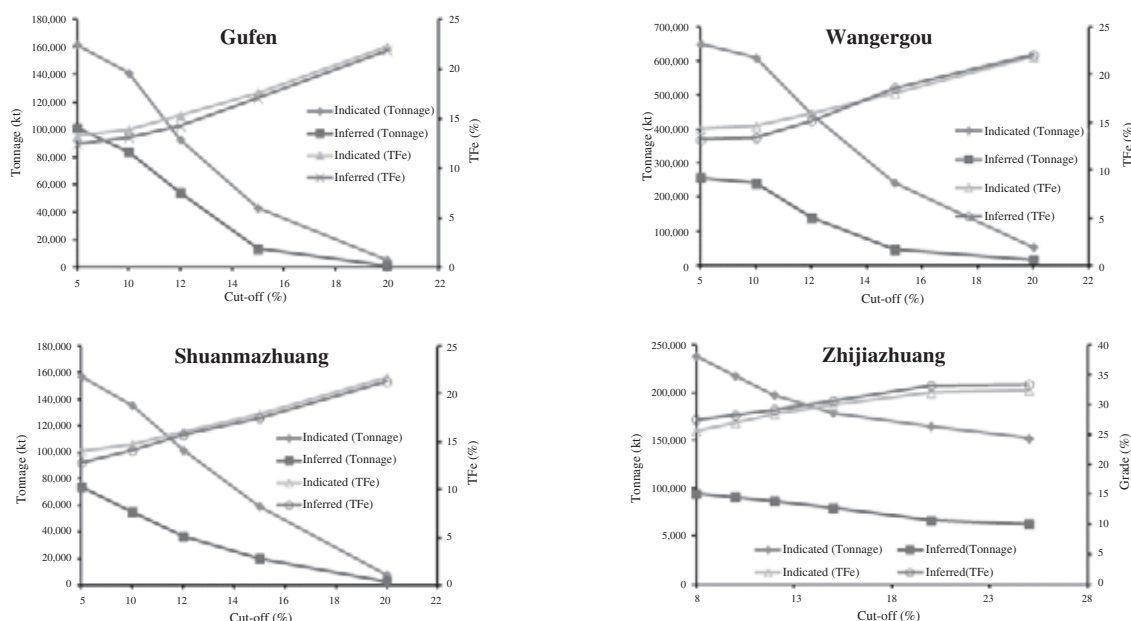 Gufen
180,000
160,000
140,000
120,000
100,000
80,000
60,000
40,000
20,000
0
Tonnage (kt)
25
20
15
10
5
0
TFe (%)
Indicated (Tonnage)
Inferred (Tonnage)
Indicated (TFe)
Inferred (TFe)
5 10 12 14 16 18 20 22
Cut-off (%)
Wangergou
700,000
600,000
500,000
400,000
300,000
200,000
100,000
0
Tonnage (kt)
25
20
15
10
5
0
TFe (%)
Indicated (Tonnage)
Inferred (Tonnage)
Indicated (TFe)
Inferred (TFe)
5 10 12 14 16 18 20 22
Cut-off (%)
Shuanmazhuang
180,000
160,000
140,000
120,000
100,000
80,000
60,000
40,000
20,000
0
Tonnage (kt)
25
20
15
10
5
0
TFe (%)
Indicated (Tonnage)
Inferred (Tonnage)
Indicated (TFe)
Inferred (TFe)
5 10 12 14 16 18 20 22
Cut-off (%)
Zhijiazhuang
250,000
200,000
150,000
100,000
5,000
0
Tonnage (kt)
40
35
30
25
20
15
10
5
0
Grade (%)
Indicated (Tonnage) Inferred(Tonnage)
Indicated (TFe) Inferred(TFe)
8 13 18 23 28
Cut-off (%)